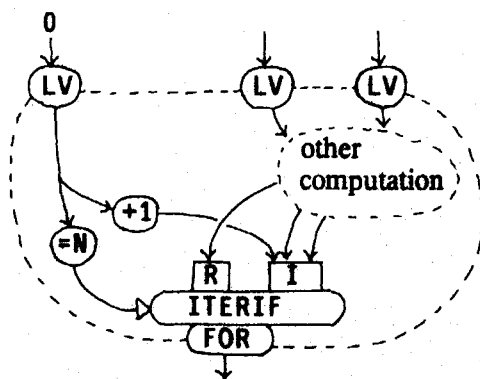 0
LV
LV
LV
other
computation
+1
=N
R
I
ITERIF
FOR